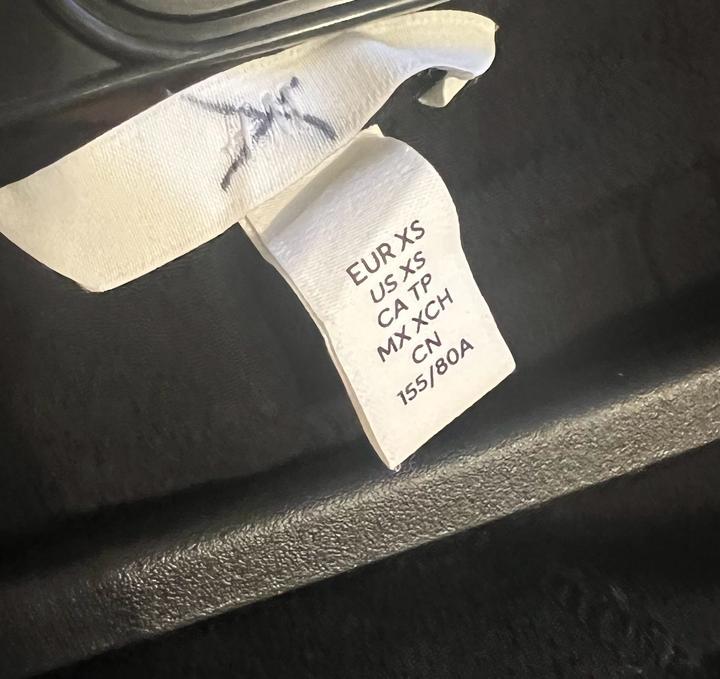 EUR XS
US XS
CA TP
MX XCH
CN
155/80A